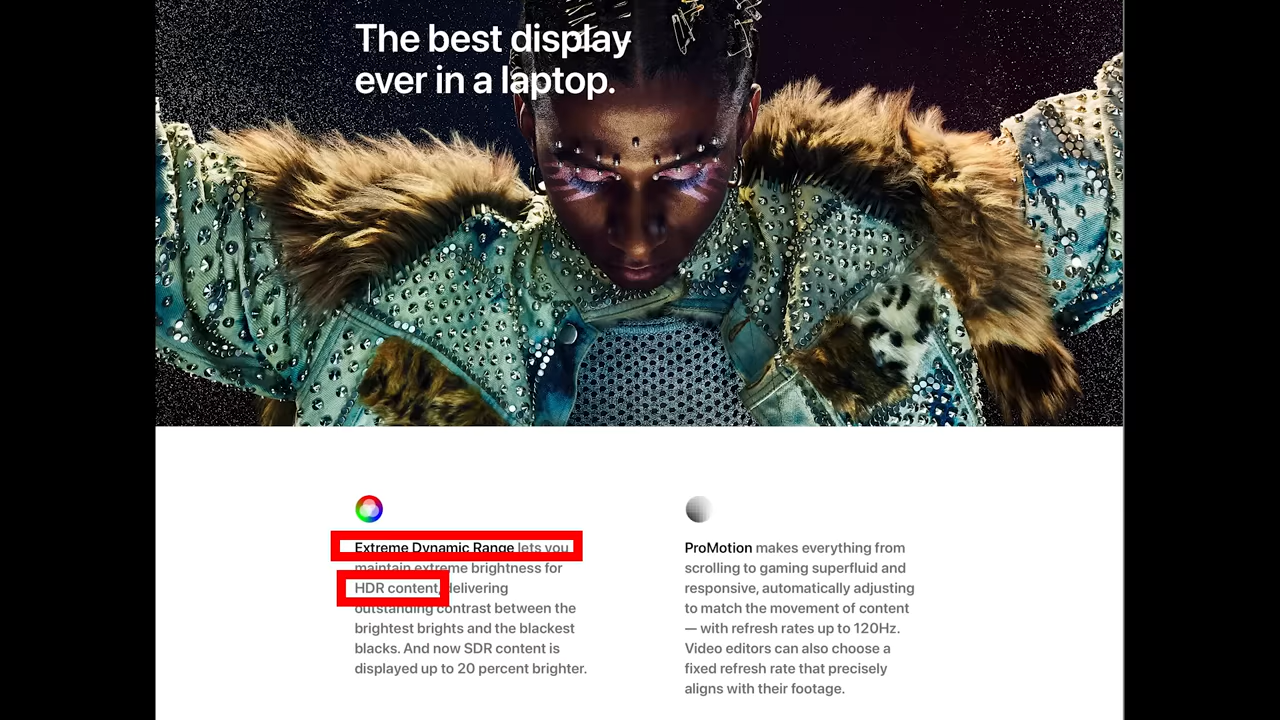 The best display
ever in a laptop.
Extreme Dynamic Range lets you
maintain extreme brightness for
HDR content, delivering
outstanding contrast between the
brightest brights and the blackest
blacks. And now SDR content is
displayed up to 20 percent brighter.
ProMotion makes everything from
scrolling to gaming superfluid and
responsive, automatically adjusting
to match the movement of content
— with refresh rates up to 120Hz.
Video editors can also choose a
fixed refresh rate that precisely
aligns with their footage.